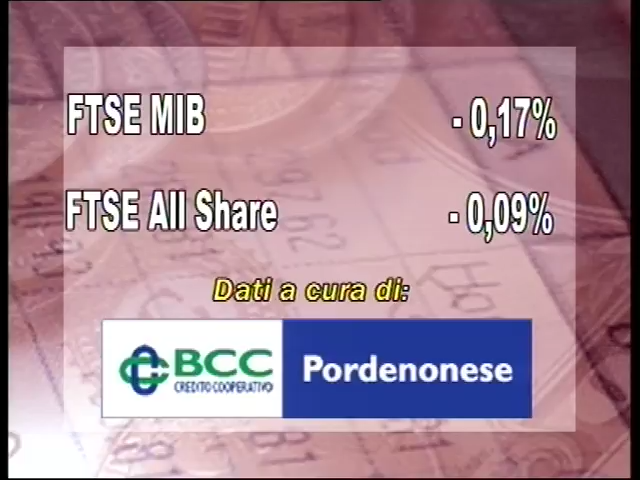 FTSE MIB - 0,17%
FTSE All Share - 0,09%
Dati a cura di:
BCC Pordenonese
CREDITO COOPERATIVO